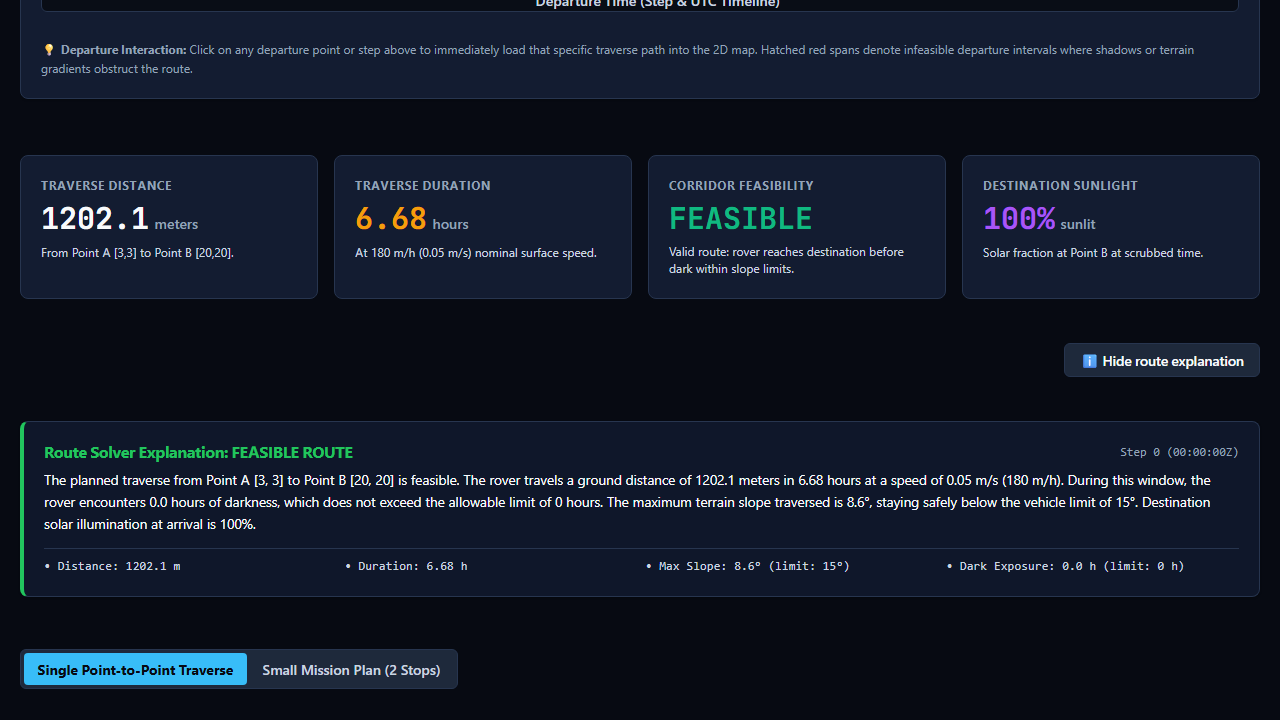 Departure Time (Step & UTC Timeline)
💡 Departure Interaction: Click on any departure point or step above to immediately load that specific traverse path into the 2D map. Hatched red spans denote infeasible departure intervals where shadows or terrain
gradients obstruct the route.
TRAVERSE DISTANCE
1202.1 meters
From Point A [3,3] to Point B [20,20].
TRAVERSE DURATION
6.68 hours
At 180 m/h (0.05 m/s) nominal surface speed.
CORRIDOR FEASIBILITY
FEASIBLE
Valid route: rover reaches destination before
dark within slope limits.
DESTINATION SUNLIGHT
100% sunlit
Solar fraction at Point B at scrubbed time.
ℹ️ Hide route explanation
Route Solver Explanation: FEASIBLE ROUTE
Step 0 (00:00:00Z)
The planned traverse from Point A [3, 3] to Point B [20, 20] is feasible. The rover travels a ground distance of 1202.1 meters in 6.68 hours at a speed of 0.05 m/s (180 m/h). During this window, the
rover encounters 0.0 hours of darkness, which does not exceed the allowable limit of 0 hours. The maximum terrain slope traversed is 8.6°, staying safely below the vehicle limit of 15°. Destination
solar illumination at arrival is 100%.
• Distance: 1202.1 m
• Duration: 6.68 h
• Max Slope: 8.6° (limit: 15°)
• Dark Exposure: 0.0 h (limit: 0 h)
Single Point-to-Point Traverse
Small Mission Plan (2 Stops)